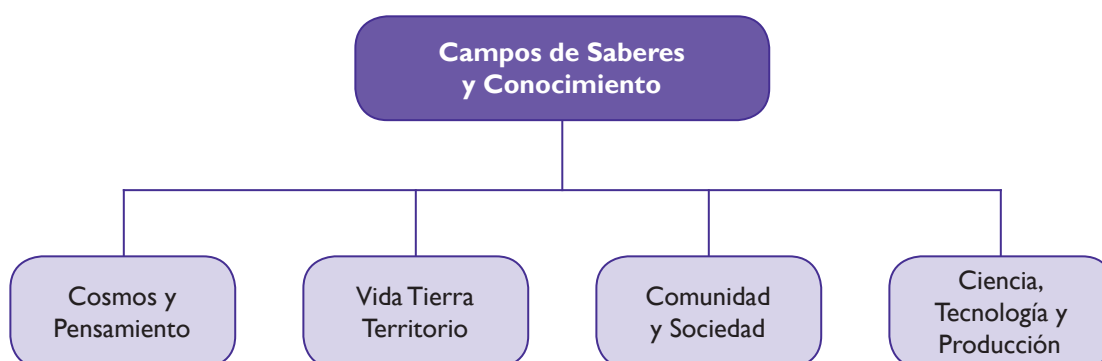 Campos de Saberes
y Conocimiento
Cosmos y
Pensamiento
Vida Tierra
Territorio
Comunidad
y Sociedad
Ciencia,
Tecnología y
Producción